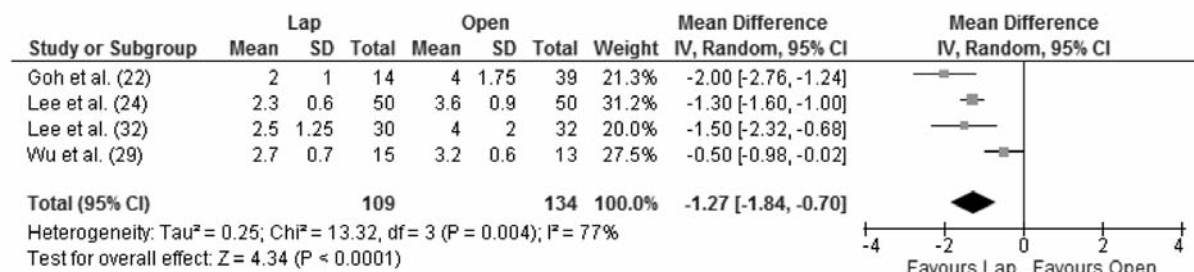 Lap Open Mean Difference Mean Difference
Study or Subgroup Mean SD Total Mean SD Total Weight IV, Random, 95% CI IV, Random, 95% CI
Goh et al. (22) 2 1 14 4 1.75 39 21.3% -2.00 [-2.76, -1.24]
Lee et al. (24) 2.3 0.6 50 3.6 0.9 50 31.2% -1.30 [-1.60, -1.00]
Lee et al. (32) 2.5 1.25 30 4 2 32 20.0% -1.50 [-2.32, -0.68]
Wu et al. (29) 2.7 0.7 15 3.2 0.6 13 27.5% -0.50 [-0.98, -0.02]
Total (95% CI) 109 134 100.0% -1.27 [-1.84, -0.70]
Heterogeneity: Tau² = 0.25; Chi² = 13.32, df = 3 (P = 0.004); I² = 77%
Test for overall effect: Z = 4.34 (P < 0.0001)
-4 -2 0 2 4
Favours Lap Favours Open